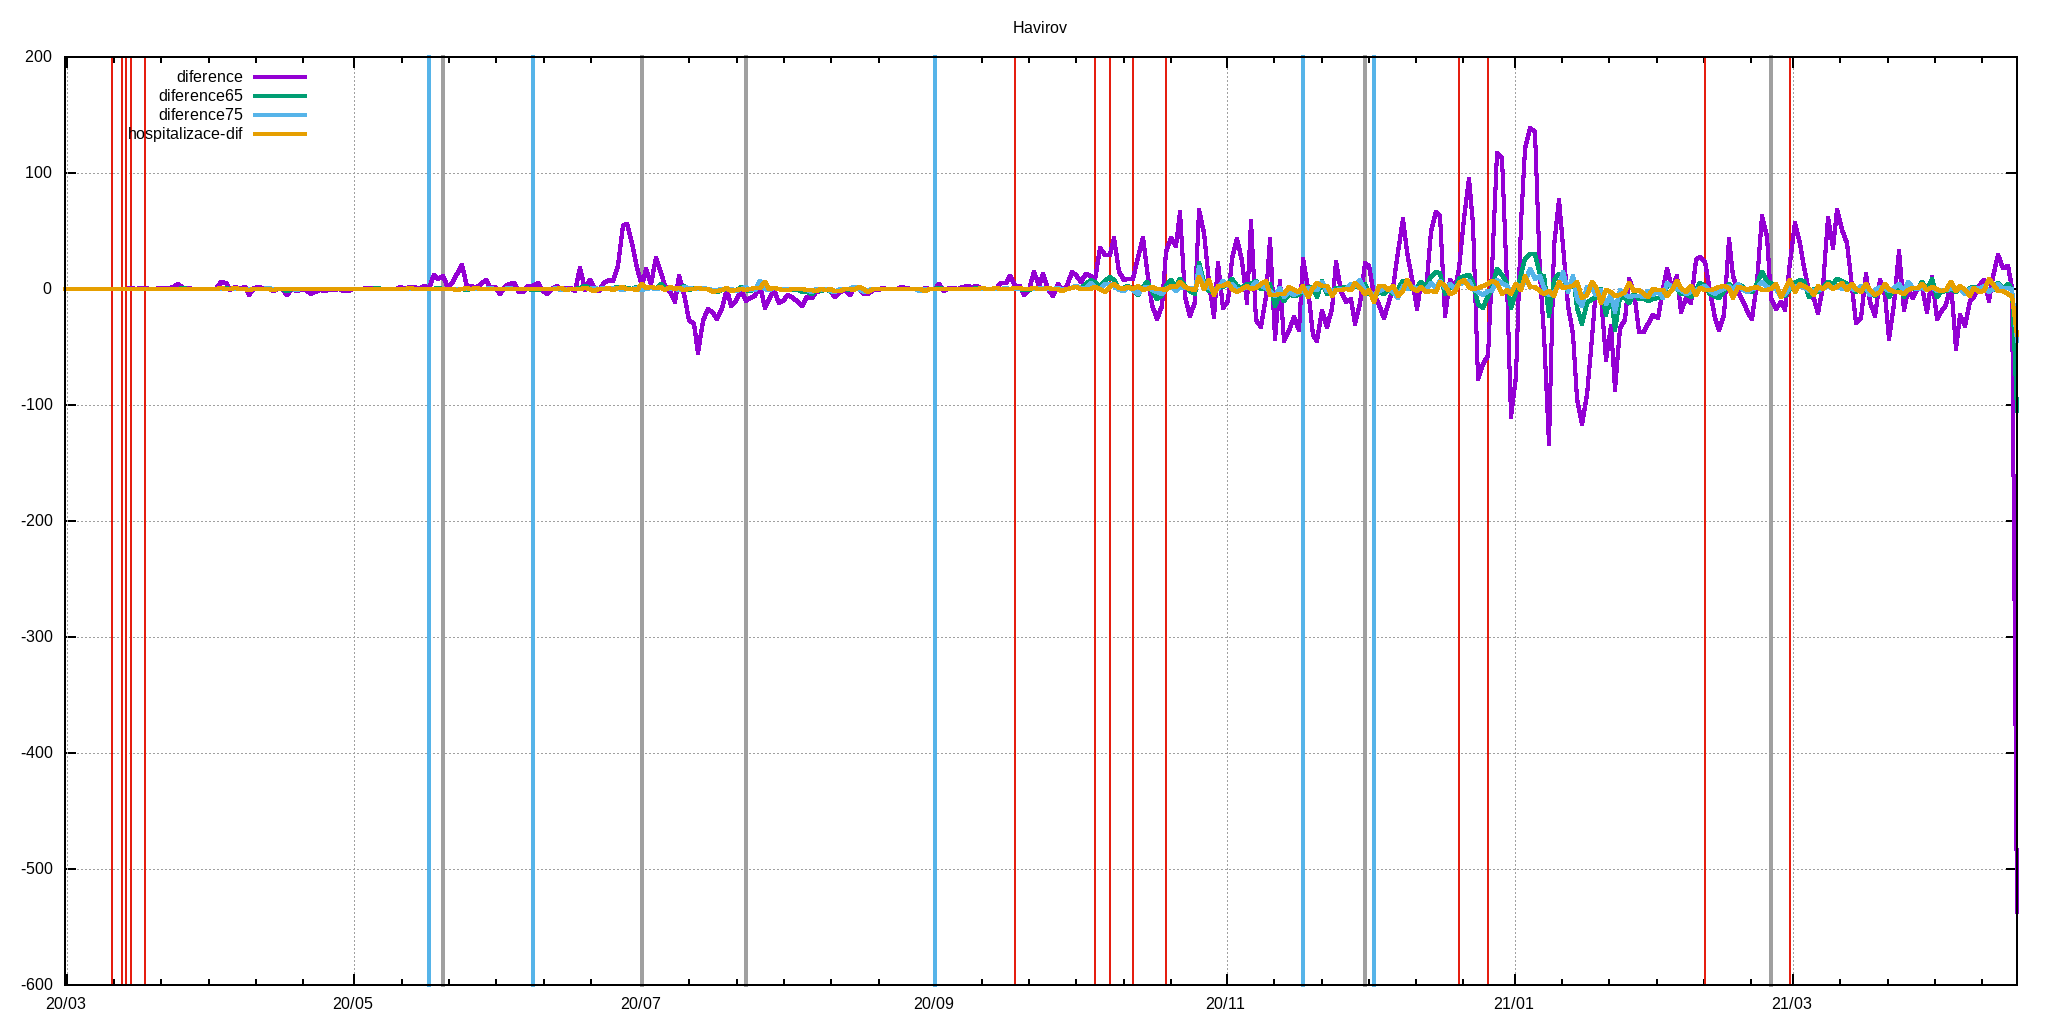 Havirov
200
100
0
-100
-200
-300
-400
-500
-600
diference
diference65
diference75
hospitalizace-dif
20/03 20/05 20/07 20/09 20/11 21/01 21/03